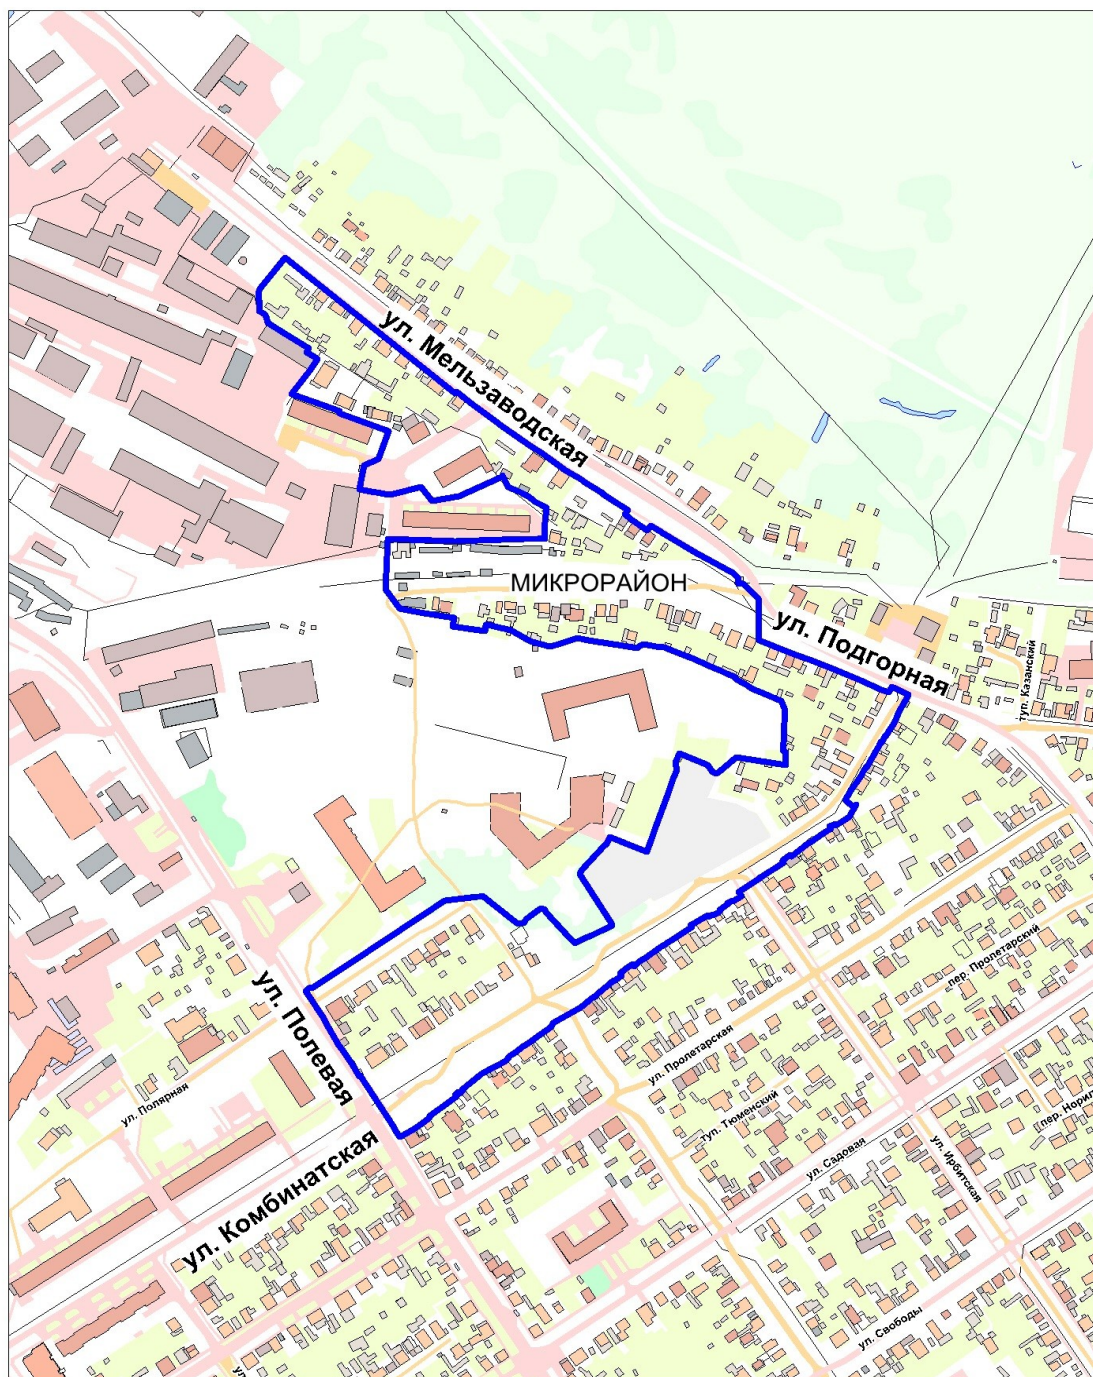 ул. Мельзаводская
МИКРОРАЙОН
ул. Подгорная
туп. Казанский
пер. Пролетарский
ул. Полевая
ул. Пролетарская
ул. Полярная
туп. Тюменский
ул. Садовая
ул. Ирбитская
ул. Комбинатская
ул. Свободы